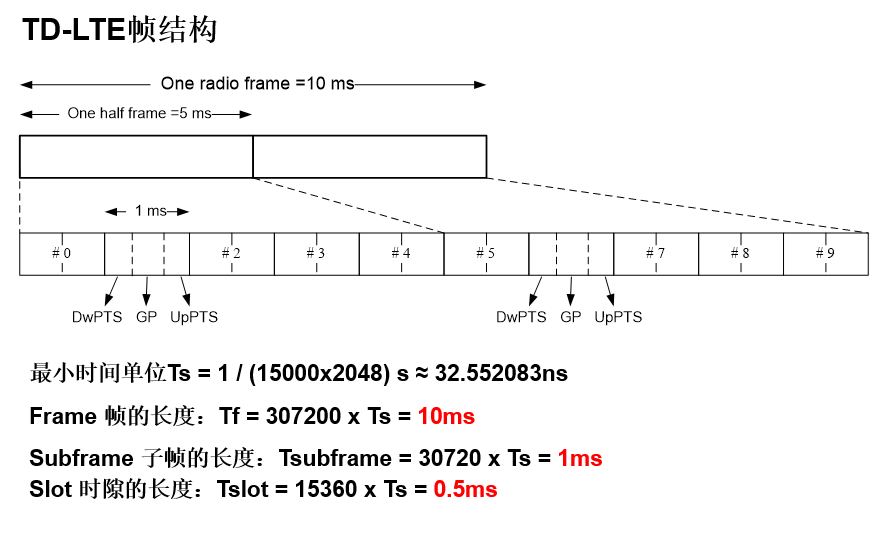 TD-LTE帧结构
One radio frame =10 ms
One half frame =5 ms
1 ms
# 0 # 2 # 3 # 4 # 5 # 7 # 8 # 9
DwPTS GP UpPTS DwPTS GP UpPTS
最小时间单位Ts = 1 / (15000x2048) s ≈ 32.552083ns
Frame 帧的长度：Tf = 307200 x Ts = 10ms
Subframe 子帧的长度：Tsubframe = 30720 x Ts = 1ms
Slot 时隙的长度：Tslot = 15360 x Ts = 0.5ms